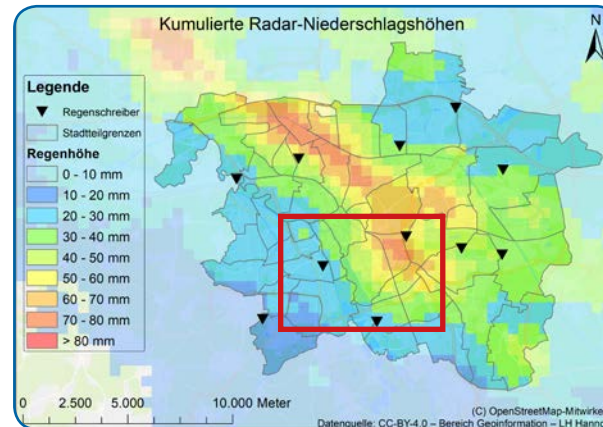 Kumulierte Radar-Niederschlagshöhen
N
Legende
Regenschreiber
Stadtteilgrenzen
Regenhöhe
0 - 10 mm
10 - 20 mm
20 - 30 mm
30 - 40 mm
40 - 50 mm
50 - 60 mm
60 - 70 mm
70 - 80 mm
> 80 mm
0 2.500 5.000 10.000 Meter
(C) OpenStreetMap-Mitwirke
Datenquelle: CC-BY-4.0 – Bereich Geoinformation – LH Hanno